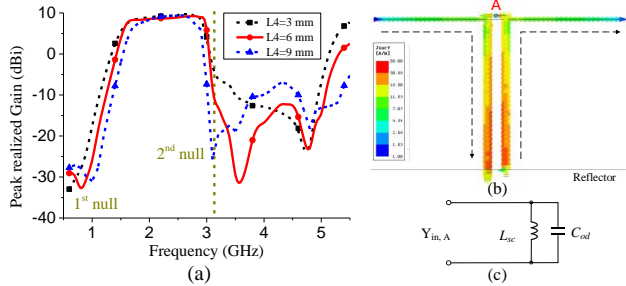 A
L4=3 mm
L4=6 mm
L4=9 mm
Peak realized Gain (dBi)
10
0
-10
-20
-30
-40
1st null
2nd null
1 2 3 4 5
Frequency (GHz)
(a)
Jsurf
[A/m]
(b)
Reflector
Yin, A
Lsc
Cod
(c)